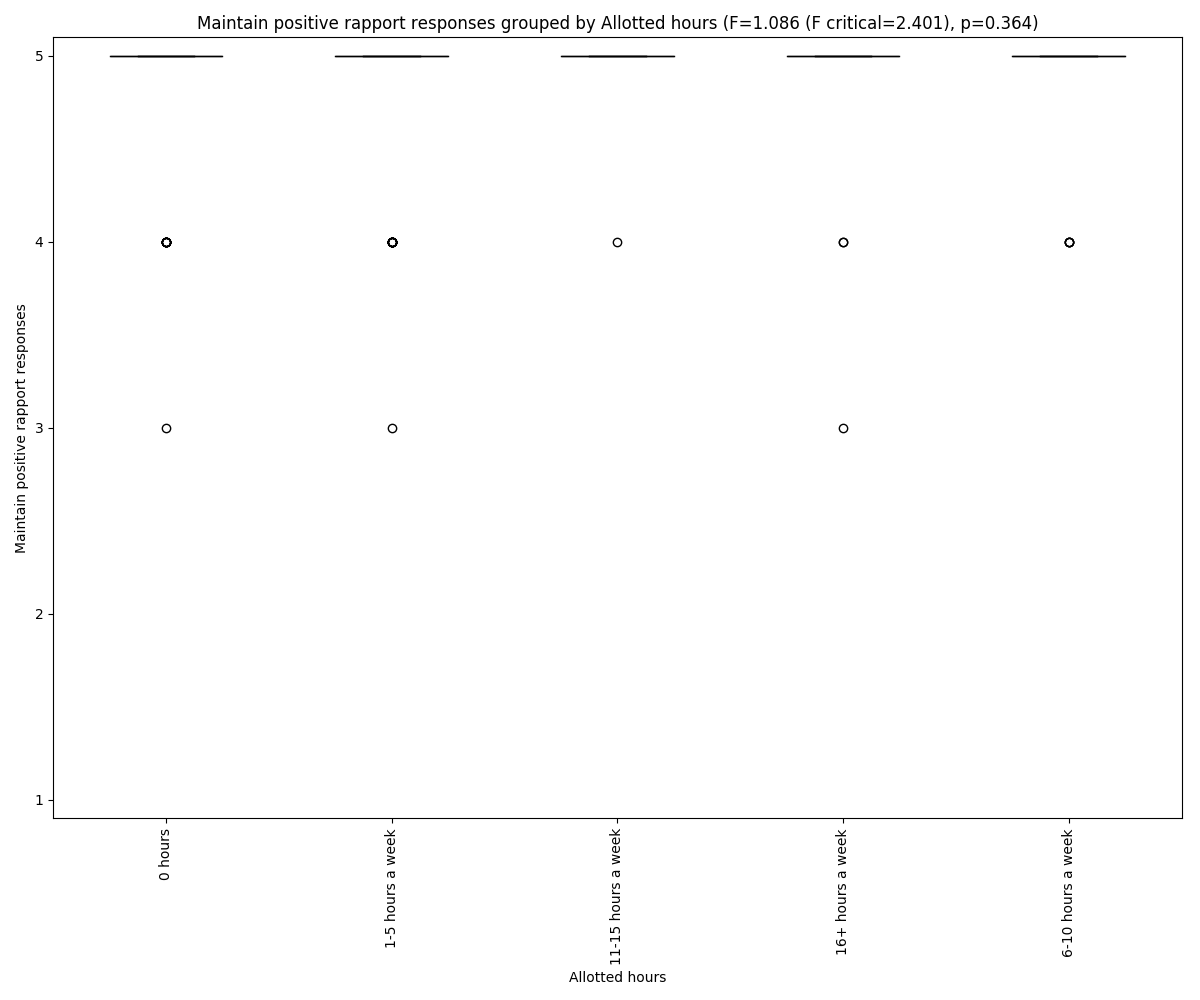 Maintain positive rapport responses grouped by Allotted hours (F=1.086 (F critical=2.401), p=0.364)
Maintain positive rapport responses
5
4
3
2
1
0 hours
1-5 hours a week
11-15 hours a week
16+ hours a week
6-10 hours a week
Allotted hours